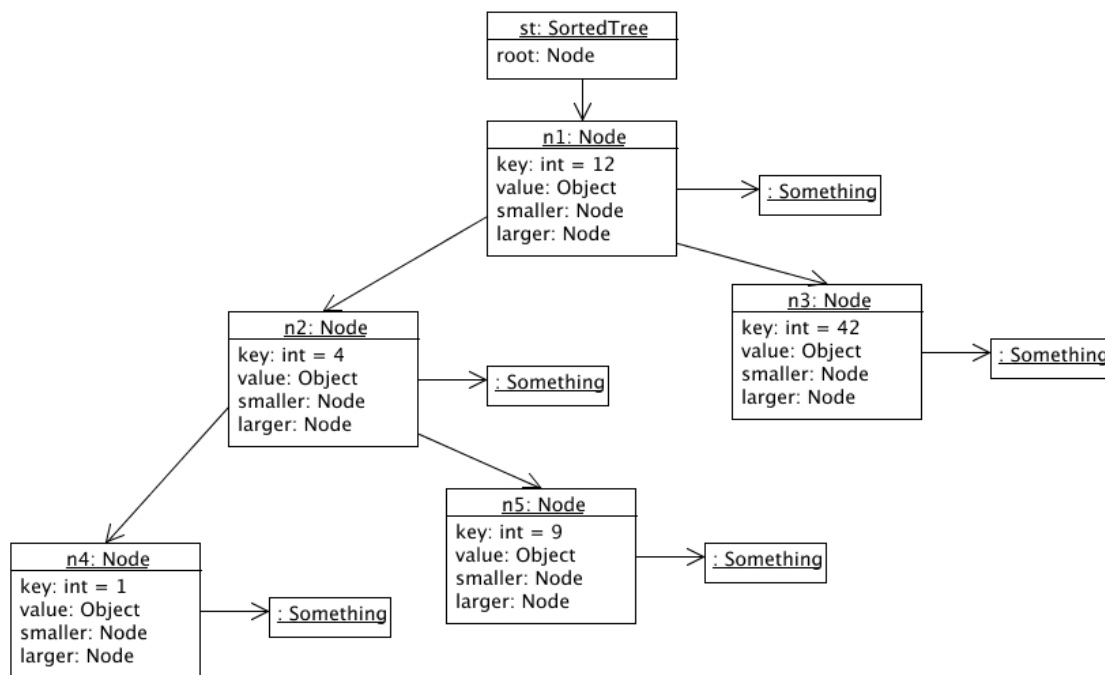 st: SortedTree
root: Node
n1: Node
key: int = 12
value: Object
smaller: Node
larger: Node
: Something
n2: Node
key: int = 4
value: Object
smaller: Node
larger: Node
: Something
n3: Node
key: int = 42
value: Object
smaller: Node
larger: Node
: Something
n4: Node
key: int = 1
value: Object
smaller: Node
larger: Node
: Something
n5: Node
key: int = 9
value: Object
smaller: Node
larger: Node
: Something